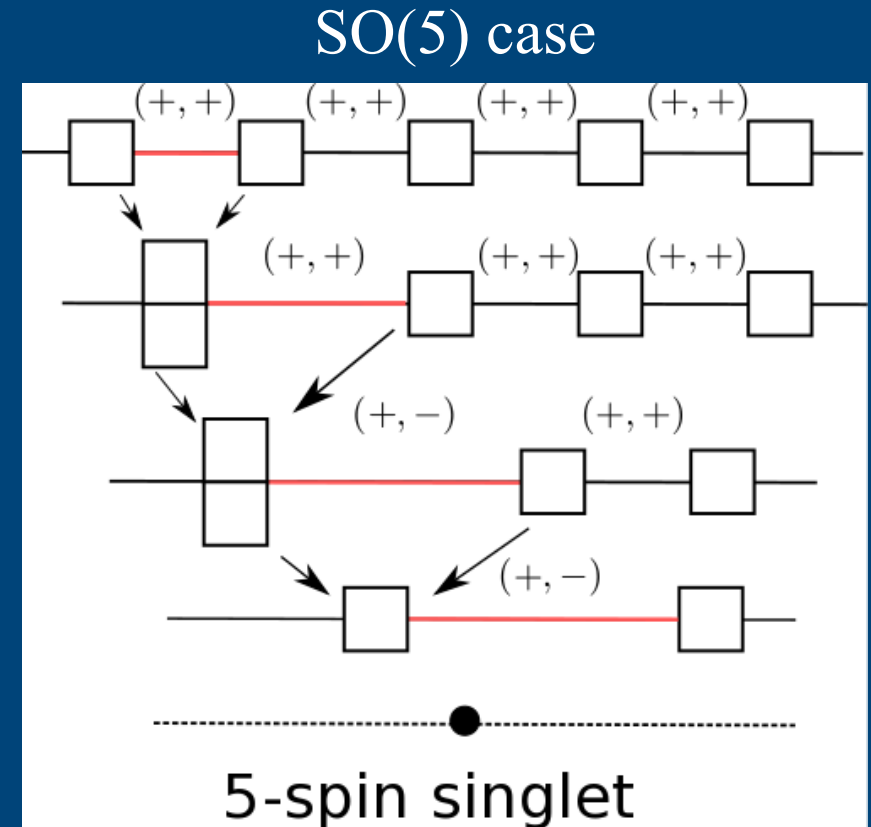 SO(5) case
(+, +) (+, +) (+, +) (+, +)
(+, +) (+, +) (+, +)
(+, −) (+, +)
(+, −)
5-spin singlet